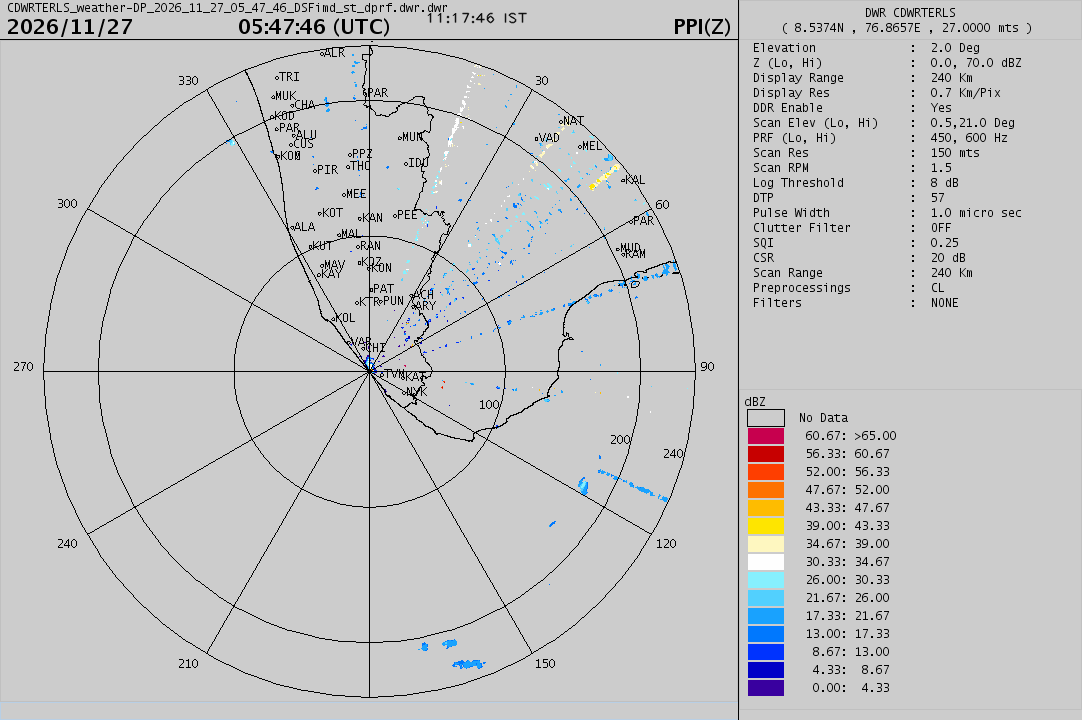 CDWRTERLS_weather-DP_2026_11_27_05_47_46_DSFimd_st_dprf.dwr.dwr
2026/11/27 05:47:46 (UTC) 11:17:46 IST PPI(Z)
DWR CDWRTERLS
( 8.5374N , 76.8657E , 27.0000 mts )
Elevation : 2.0 Deg
Z (Lo, Hi) : 0.0, 70.0 dBZ
Display Range : 240 Km
Display Res : 0.7 Km/Pix
DDR Enable : Yes
Scan Elev (Lo, Hi) : 0.5,21.0 Deg
PRF (Lo, Hi) : 450, 600 Hz
Scan Res : 150 mts
Scan RPM : 1.5
Log Threshold : 8 dB
DTP : 57
Pulse Width : 1.0 micro sec
Clutter Filter : OFF
SQI : 0.25
CSR : 20 dB
Scan Range : 240 Km
Preprocessings : CL
Filters : NONE
dBZ
No Data
60.67: >65.00
56.33: 60.67
52.00: 56.33
47.67: 52.00
43.33: 47.67
39.00: 43.33
34.67: 39.00
30.33: 34.67
26.00: 30.33
21.67: 26.00
17.33: 21.67
13.00: 17.33
8.67: 13.00
4.33: 8.67
0.00: 4.33
ALR
TRI
330
30
MUK
PAR
CHA
KOD
NAT
PAR
ALU
MUN
VAD
CUS
MEL
KOM
PPZ
THO
IDU
PIR
KAL
MEE
300
60
KOT
KAN
PEE
PAR
ALA
MAL
KUT
RAN
MUD
RAM
MAV
KOZ
KON
KAY
PAT
ACH
KTR
PUN
ARY
KOL
VAR
CHI
270
90
TVM
KAT
NYK
100
200
240
240
120
210
150